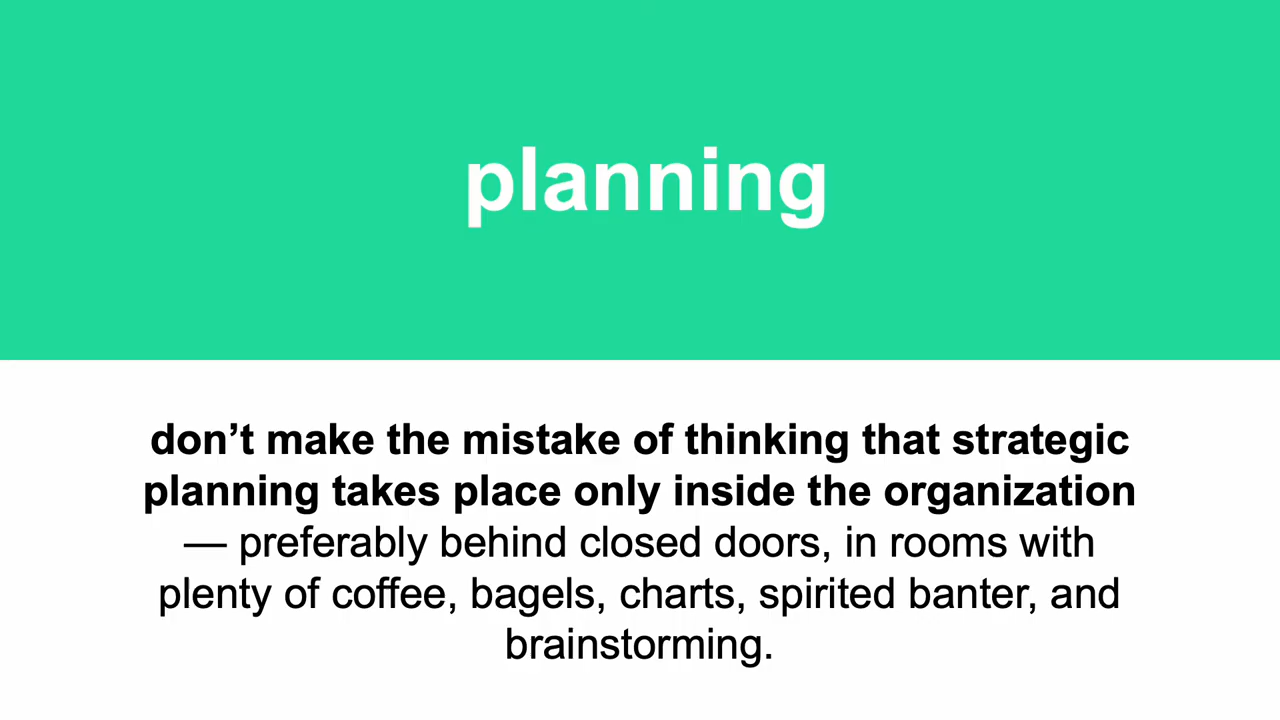 planning
don’t make the mistake of thinking that strategic
planning takes place only inside the organization
— preferably behind closed doors, in rooms with
plenty of coffee, bagels, charts, spirited banter, and
brainstorming.